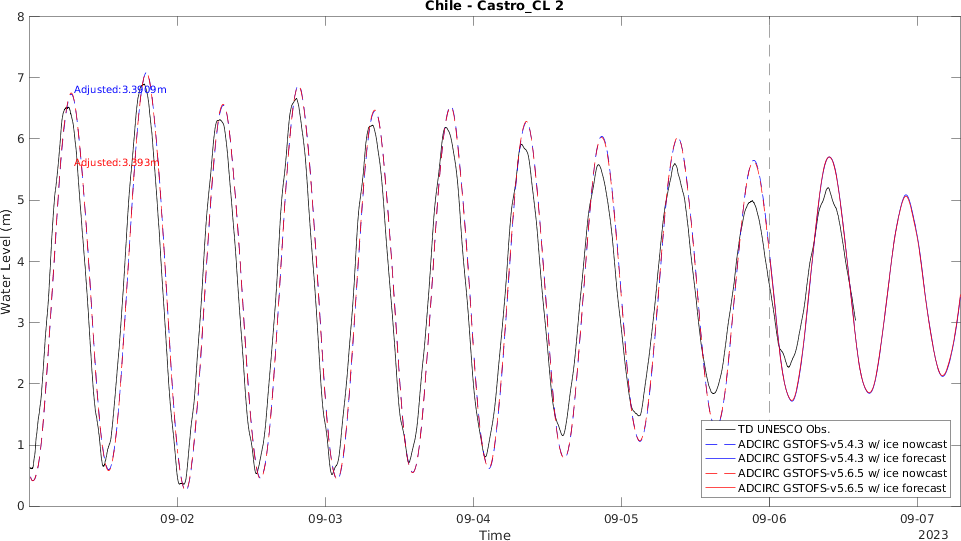 Chile - Castro_CL 2
8
7
6
5
4
3
2
1
0
Water Level (m)
Adjusted:3.3909m
Adjusted:3.393m
TD UNESCO Obs.
ADCIRC GSTOFS-v5.4.3 w/ ice nowcast
ADCIRC GSTOFS-v5.4.3 w/ ice forecast
ADCIRC GSTOFS-v5.6.5 w/ ice nowcast
ADCIRC GSTOFS-v5.6.5 w/ ice forecast
09-02 09-03 09-04 09-05 09-06 09-07
Time
2023